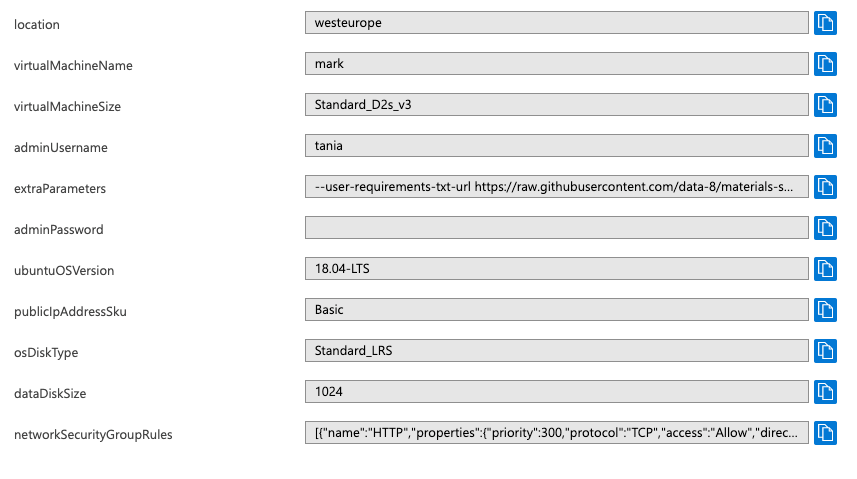 location
westeurope
virtualMachineName
mark
virtualMachineSize
Standard_D2s_v3
adminUsername
tania
extraParameters
--user-requirements-txt-url https://raw.githubusercontent.com/data-8/materials-s...
adminPassword
ubuntuOSVersion
18.04-LTS
publicIpAddressSku
Basic
osDiskType
Standard_LRS
dataDiskSize
1024
networkSecurityGroupRules
[{"name":"HTTP","properties":{"priority":300,"protocol":"TCP","access":"Allow","direc...